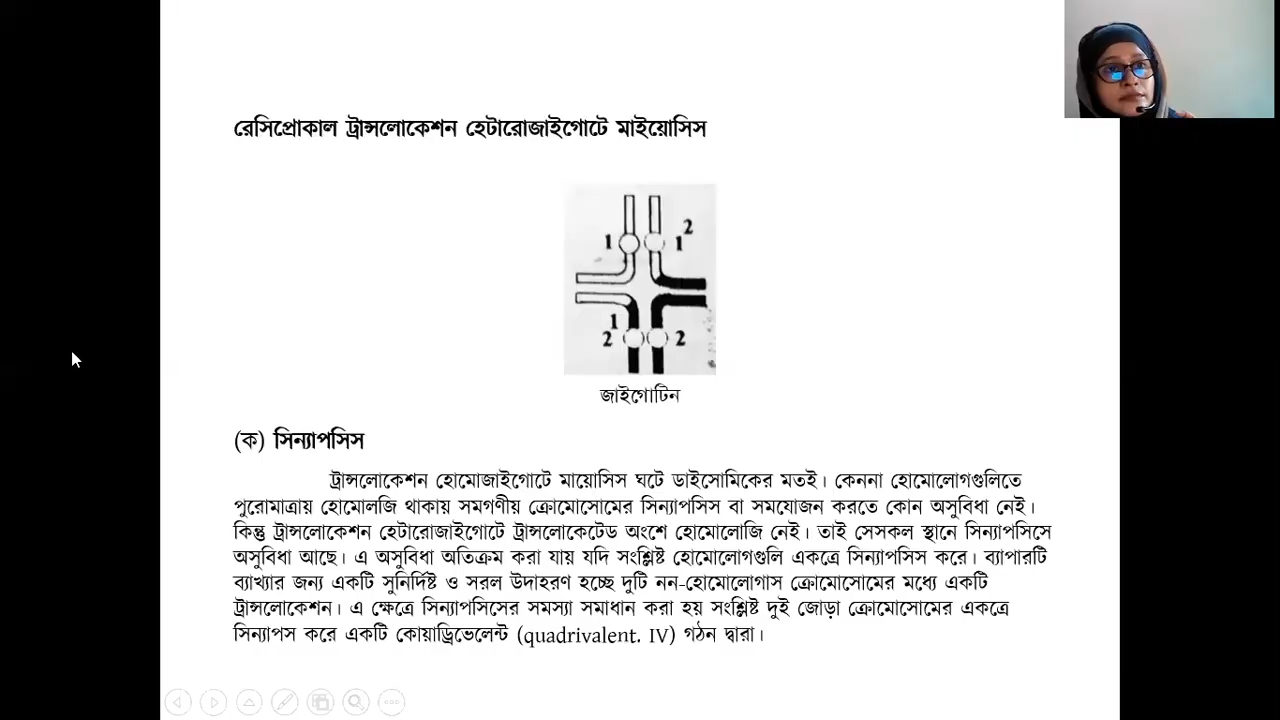 রেসিপ্রোকাল ট্রান্সলোকেশন হেটারোজাইগোটে মাইয়োসিস
2
1
1
1
2
2
জাইগোটিন
(ক) সিন্যাপসিস
ট্রান্সলোকেশন হোমোজাইগোটে মায়োসিস ঘটে ডাইসোমিকের মতই। কেননা হোমোলোগগুলিতে
পুরোমাত্রায় হোমোলজি থাকায় সমগণীয় ক্রোমোসোমের সিন্যাপসিস বা সমযোজন করতে কোন অসুবিধা নেই।
কিন্তু ট্রান্সলোকেশন হেটারোজাইগোটে ট্রান্সলোকেটেড অংশে হোমোলোজি নেই। তাই সেসকল স্থানে সিন্যাপসিসে
অসুবিধা আছে। এ অসুবিধা অতিক্রম করা যায় যদি সংশ্লিষ্ট হোমোলোগগুলি একত্রে সিন্যাপসিস করে। ব্যাপারটি
ব্যাখ্যার জন্য একটি সুনির্দিষ্ট ও সরল উদাহরণ হচ্ছে দুটি নন-হোমোলোগাস ক্রোমোসোমের মধ্যে একটি
ট্রান্সলোকেশন। এ ক্ষেত্রে সিন্যাপসিসের সমস্যা সমাধান করা হয় সংশ্লিষ্ট দুই জোড়া ক্রোমোসোমের একত্রে
সিন্যাপস করে একটি কোয়াড্রিভেলেন্ট (quadrivalent. IV) গঠন দ্বারা।